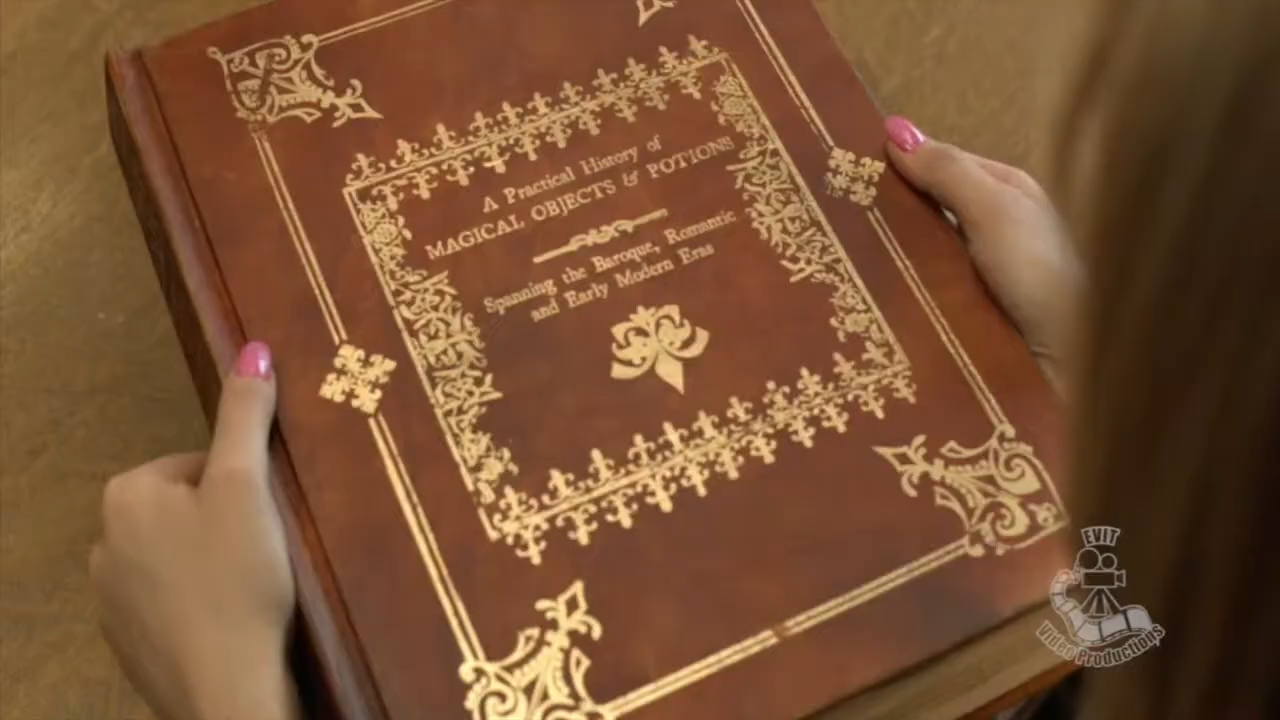 A Practical History of
MAGICAL OBJECTS & POTIONS
Spanning the Baroque, Romantic
and Early Modern Eras
EVIT
Video Productions